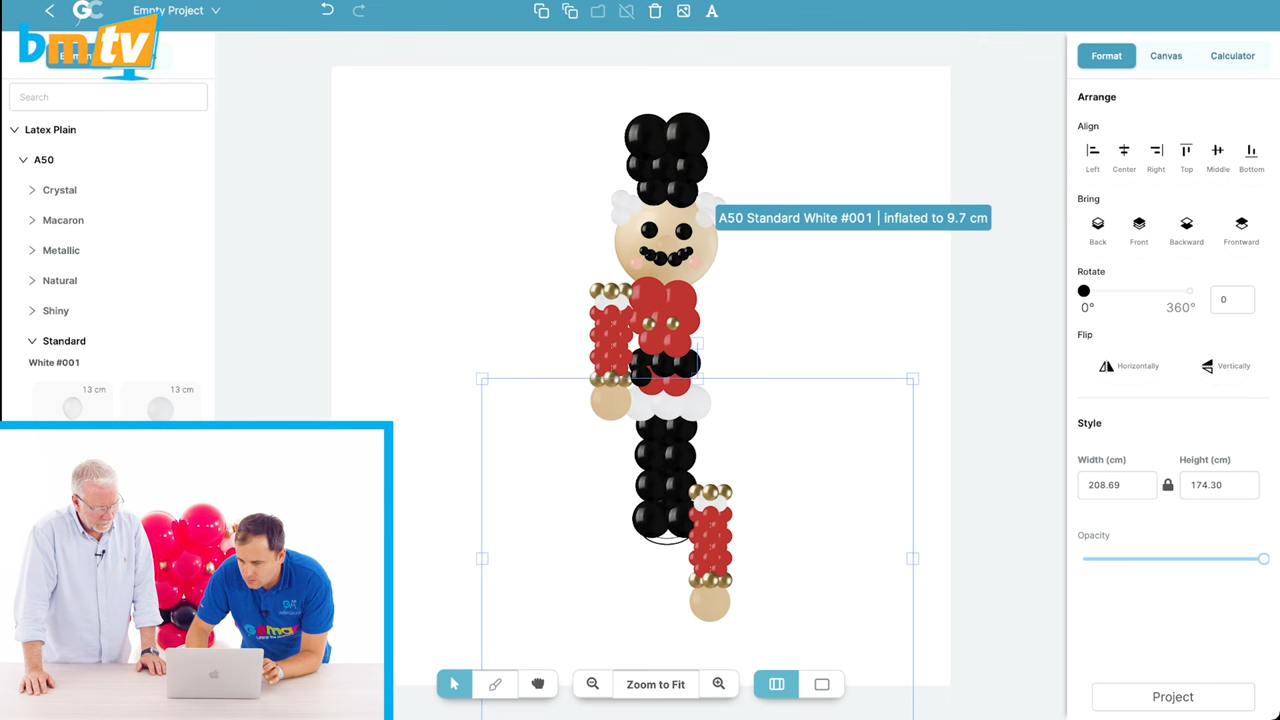 GC
Empty Project
bmtv
Search
Latex Plain
A50
Crystal
Macaron
Metallic
Natural
Shiny
Standard
White #001
13 cm
13 cm
A50 Standard White #001 | inflated to 9.7 cm
Format
Canvas
Calculator
Arrange
Align
Left
Center
Right
Top
Middle
Bottom
Bring
Back
Front
Backward
Frontward
Rotate
0°
360°
0
Flip
Horizontally
Vertically
Style
Width (cm)
Height (cm)
208.69
174.30
Opacity
Project
Zoom to Fit